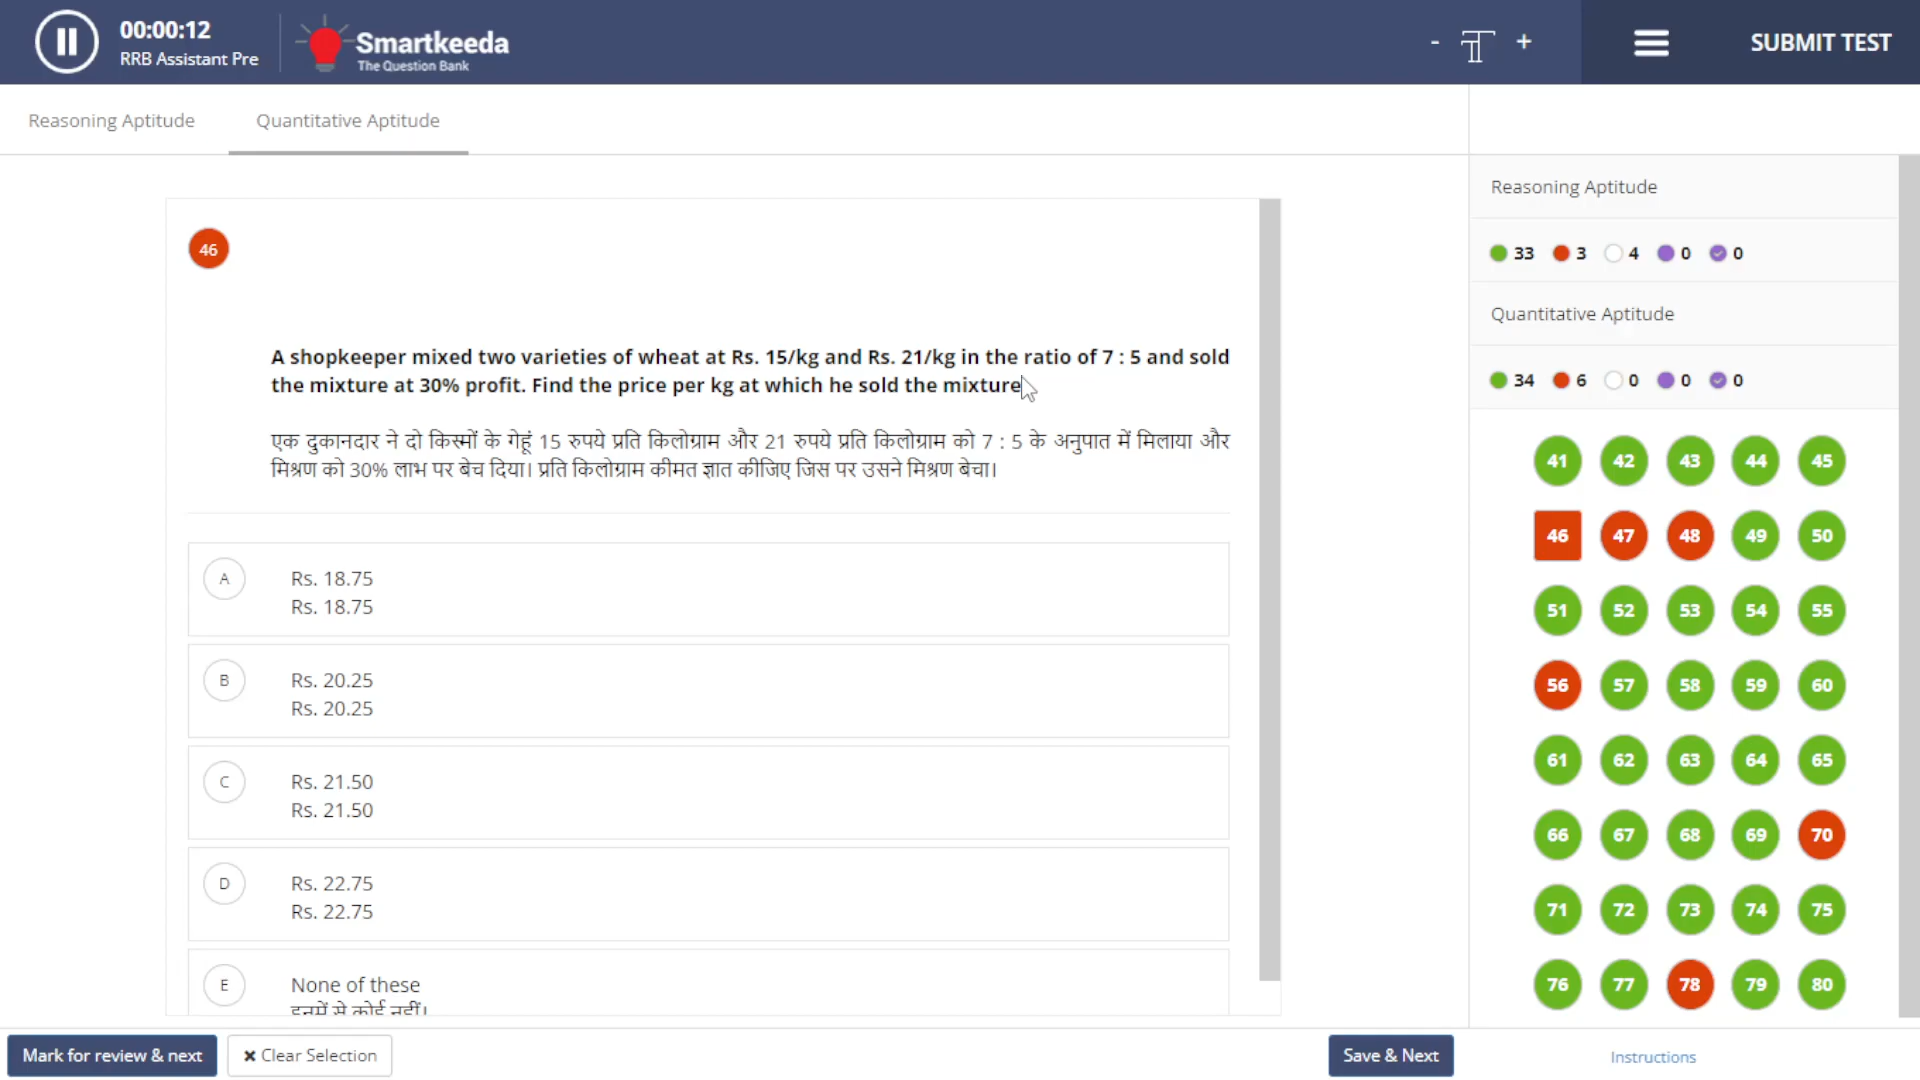 00:00:12
RRB Assistant Pre
Smartkeeda
The Question Bank
- T +
SUBMIT TEST
Reasoning Aptitude
Quantitative Aptitude
46
A shopkeeper mixed two varieties of wheat at Rs. 15/kg and Rs. 21/kg in the ratio of 7 : 5 and sold
the mixture at 30% profit. Find the price per kg at which he sold the mixture
एक दुकानदार ने दो किस्मों के गेहूं 15 रुपये प्रति किलोग्राम और 21 रुपये प्रति किलोग्राम को 7 : 5 के अनुपात में मिलाया और
मिश्रण को 30% लाभ पर बेच दिया। प्रति किलोग्राम कीमत ज्ञात कीजिए जिस पर उसने मिश्रण बेचा।
A
Rs. 18.75
Rs. 18.75
B
Rs. 20.25
Rs. 20.25
C
Rs. 21.50
Rs. 21.50
D
Rs. 22.75
Rs. 22.75
E
None of these
इनमें से कोई नहीं।
Mark for review & next
Clear Selection
Save & Next
Reasoning Aptitude
33 3 4 0 0
Quantitative Aptitude
34 6 0 0 0
41 42 43 44 45
46 47 48 49 50
51 52 53 54 55
56 57 58 59 60
61 62 63 64 65
66 67 68 69 70
71 72 73 74 75
76 77 78 79 80
Instructions